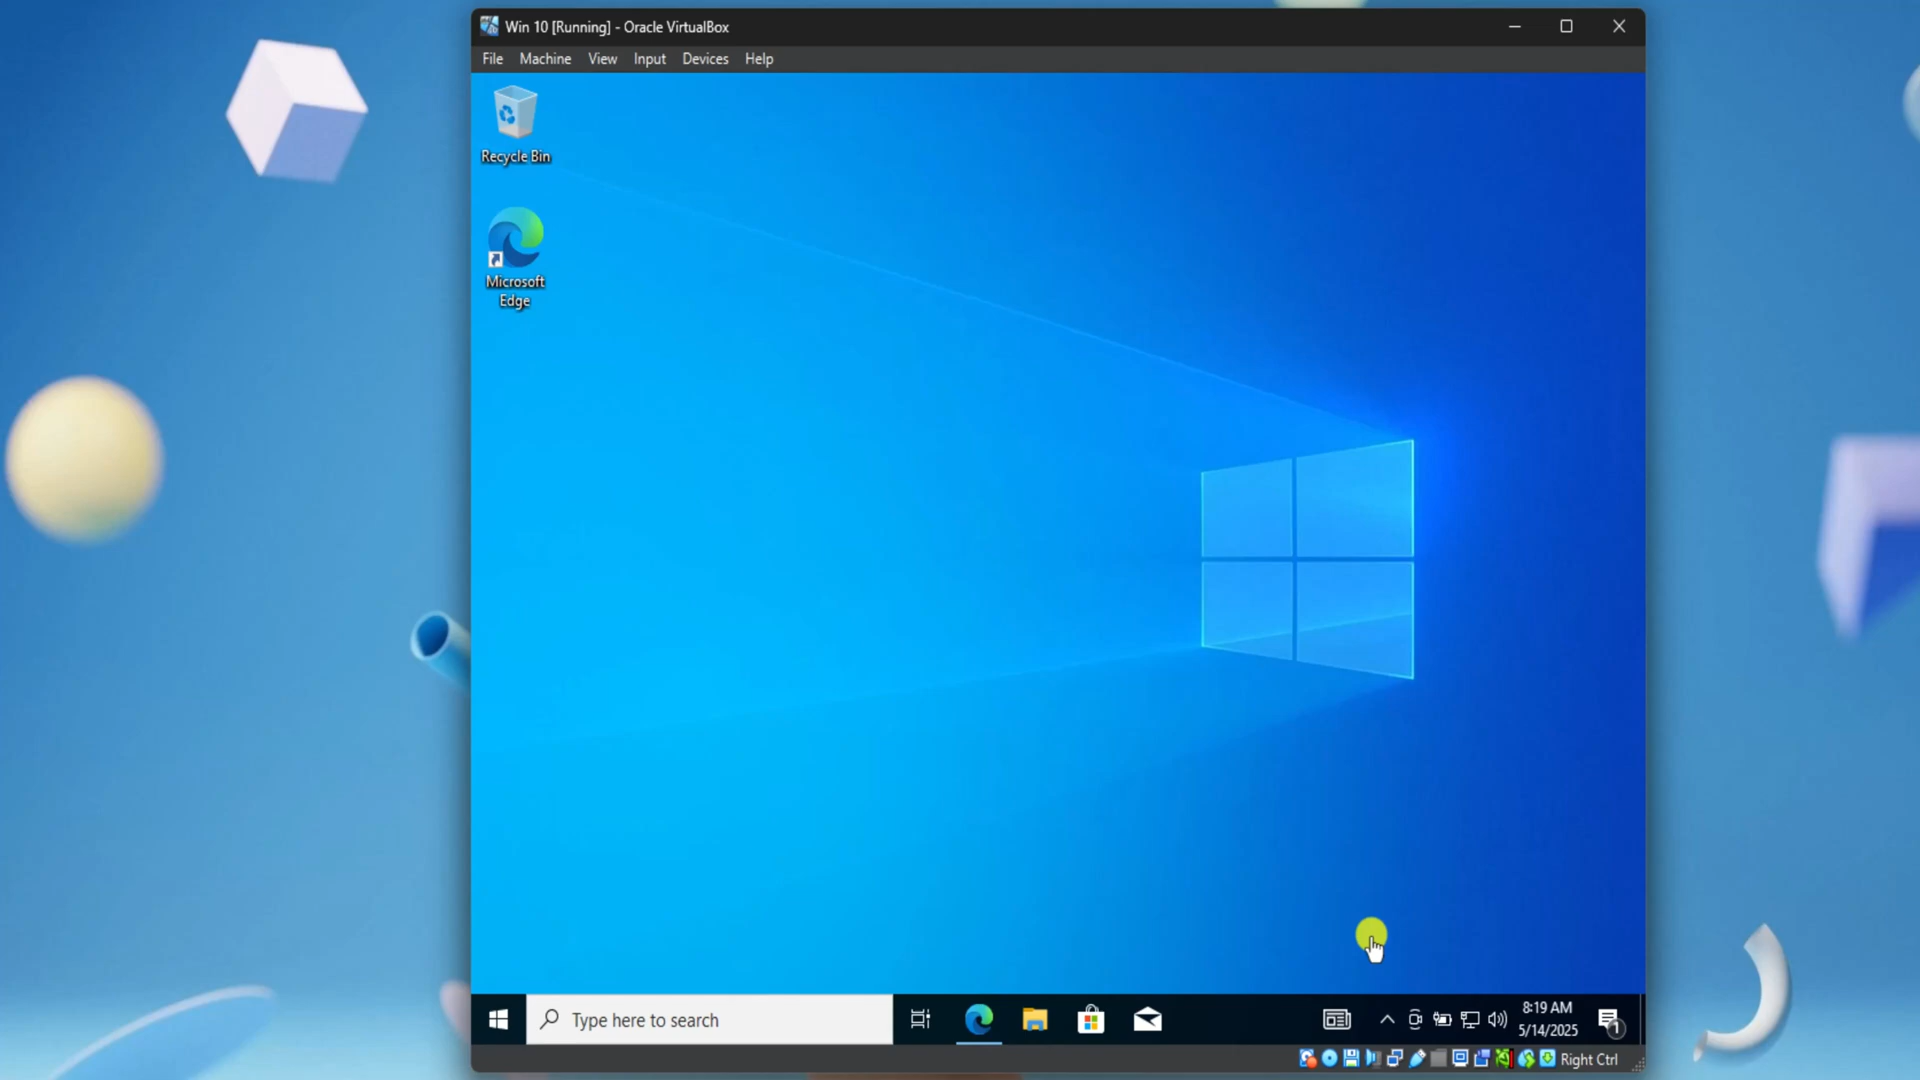 Win 10 [Running] - Oracle VirtualBox
File Machine View Input Devices Help
Recycle Bin
Microsoft
Edge
Type here to search
8:19 AM
5/14/2025
1
Right Ctrl